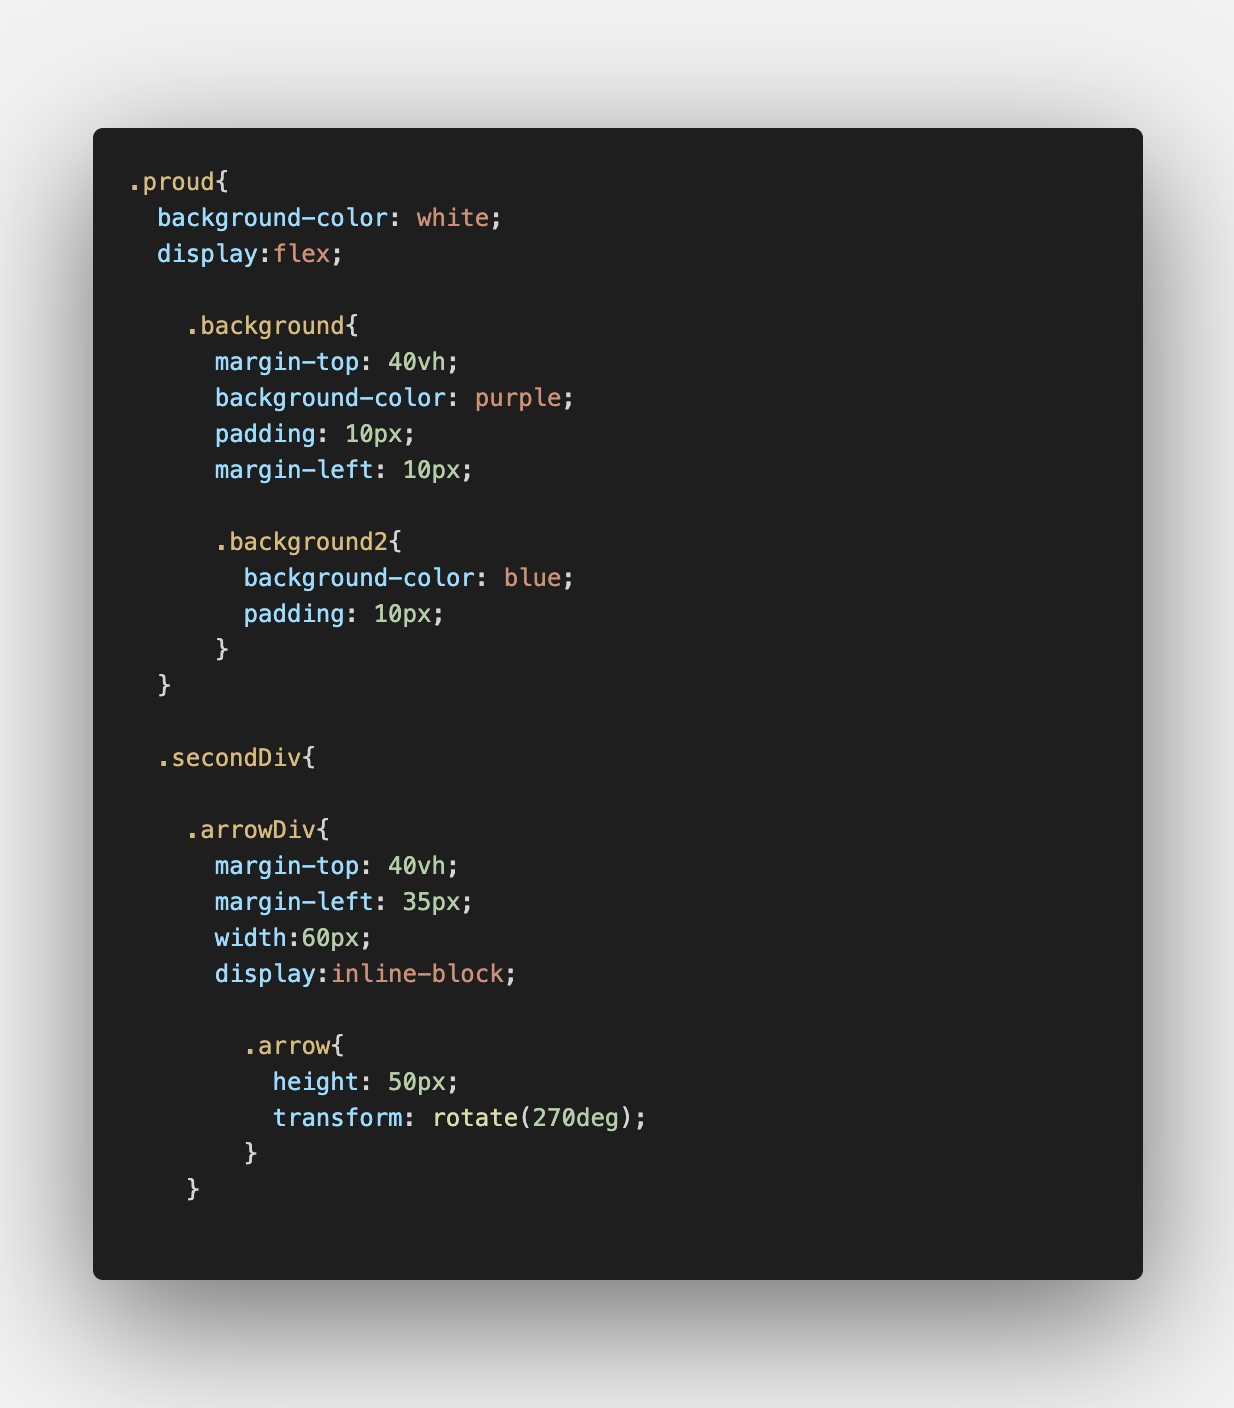 .proud{
  background-color: white;
  display:flex;

    .background{
      margin-top: 40vh;
      background-color: purple;
      padding: 10px;
      margin-left: 10px;

      .background2{
        background-color: blue;
        padding: 10px;
      }
  }

  .secondDiv{

    .arrowDiv{
      margin-top: 40vh;
      margin-left: 35px;
      width:60px;
      display:inline-block;

        .arrow{
          height: 50px;
          transform: rotate(270deg);
        }
    }